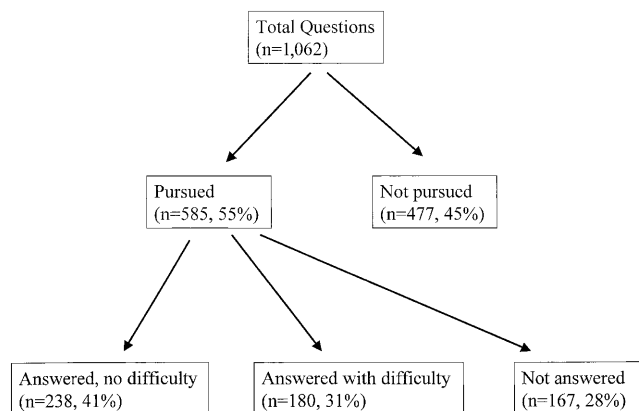 Total Questions
(n=1,062)
Pursued
(n=585, 55%)
Not pursued
(n=477, 45%)
Answered, no difficulty
(n=238, 41%)
Answered with difficulty
(n=180, 31%)
Not answered
(n=167, 28%)